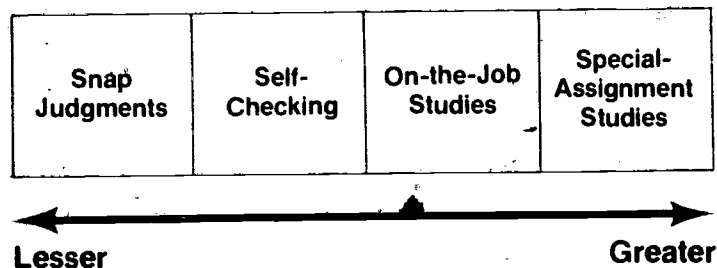 Snap
Judgments
Self-
Checking
On-the-Job
Studies
Special-
Assignment
Studies
Lesser
Greater